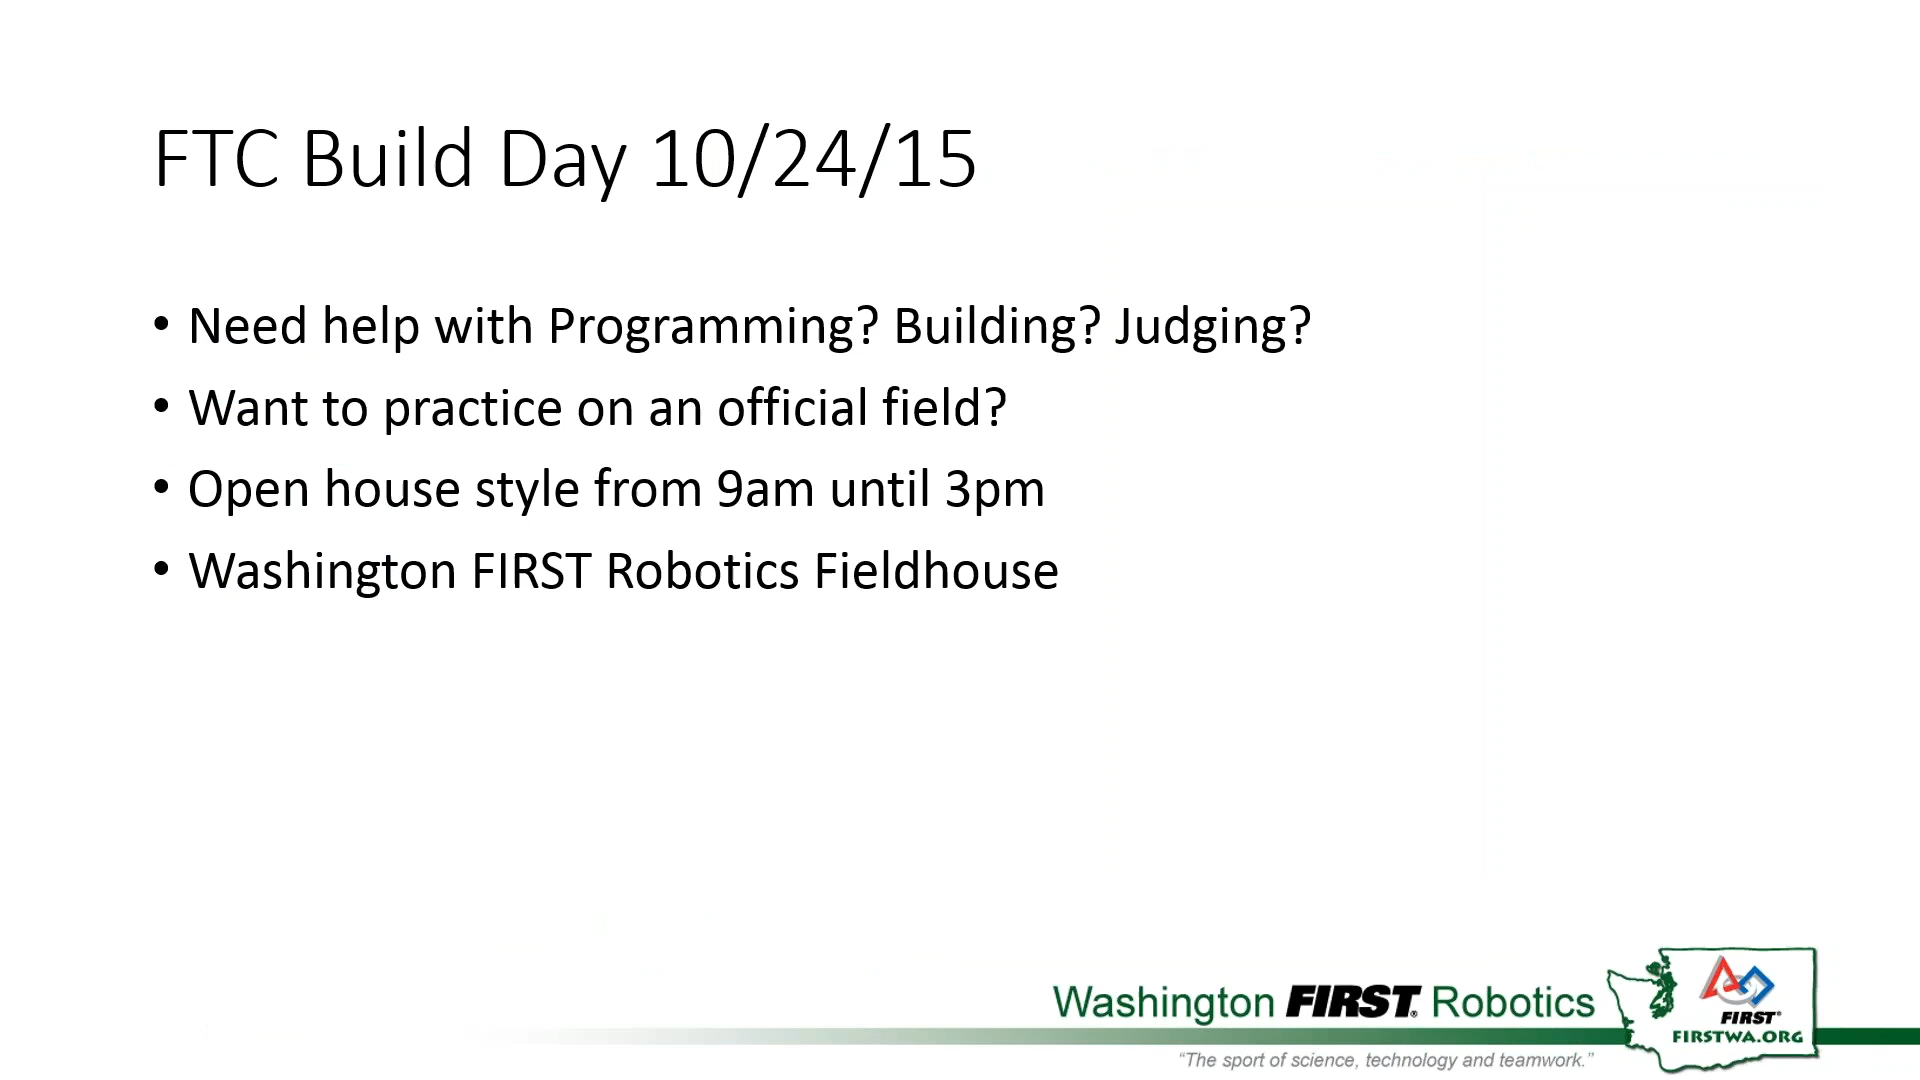 FTC Build Day 10/24/15
• Need help with Programming? Building? Judging?
• Want to practice on an official field?
• Open house style from 9am until 3pm
• Washington FIRST Robotics Fieldhouse
Washington FIRST® Robotics
FIRST®
FIRSTWA.ORG
“The sport of science, technology and teamwork.”